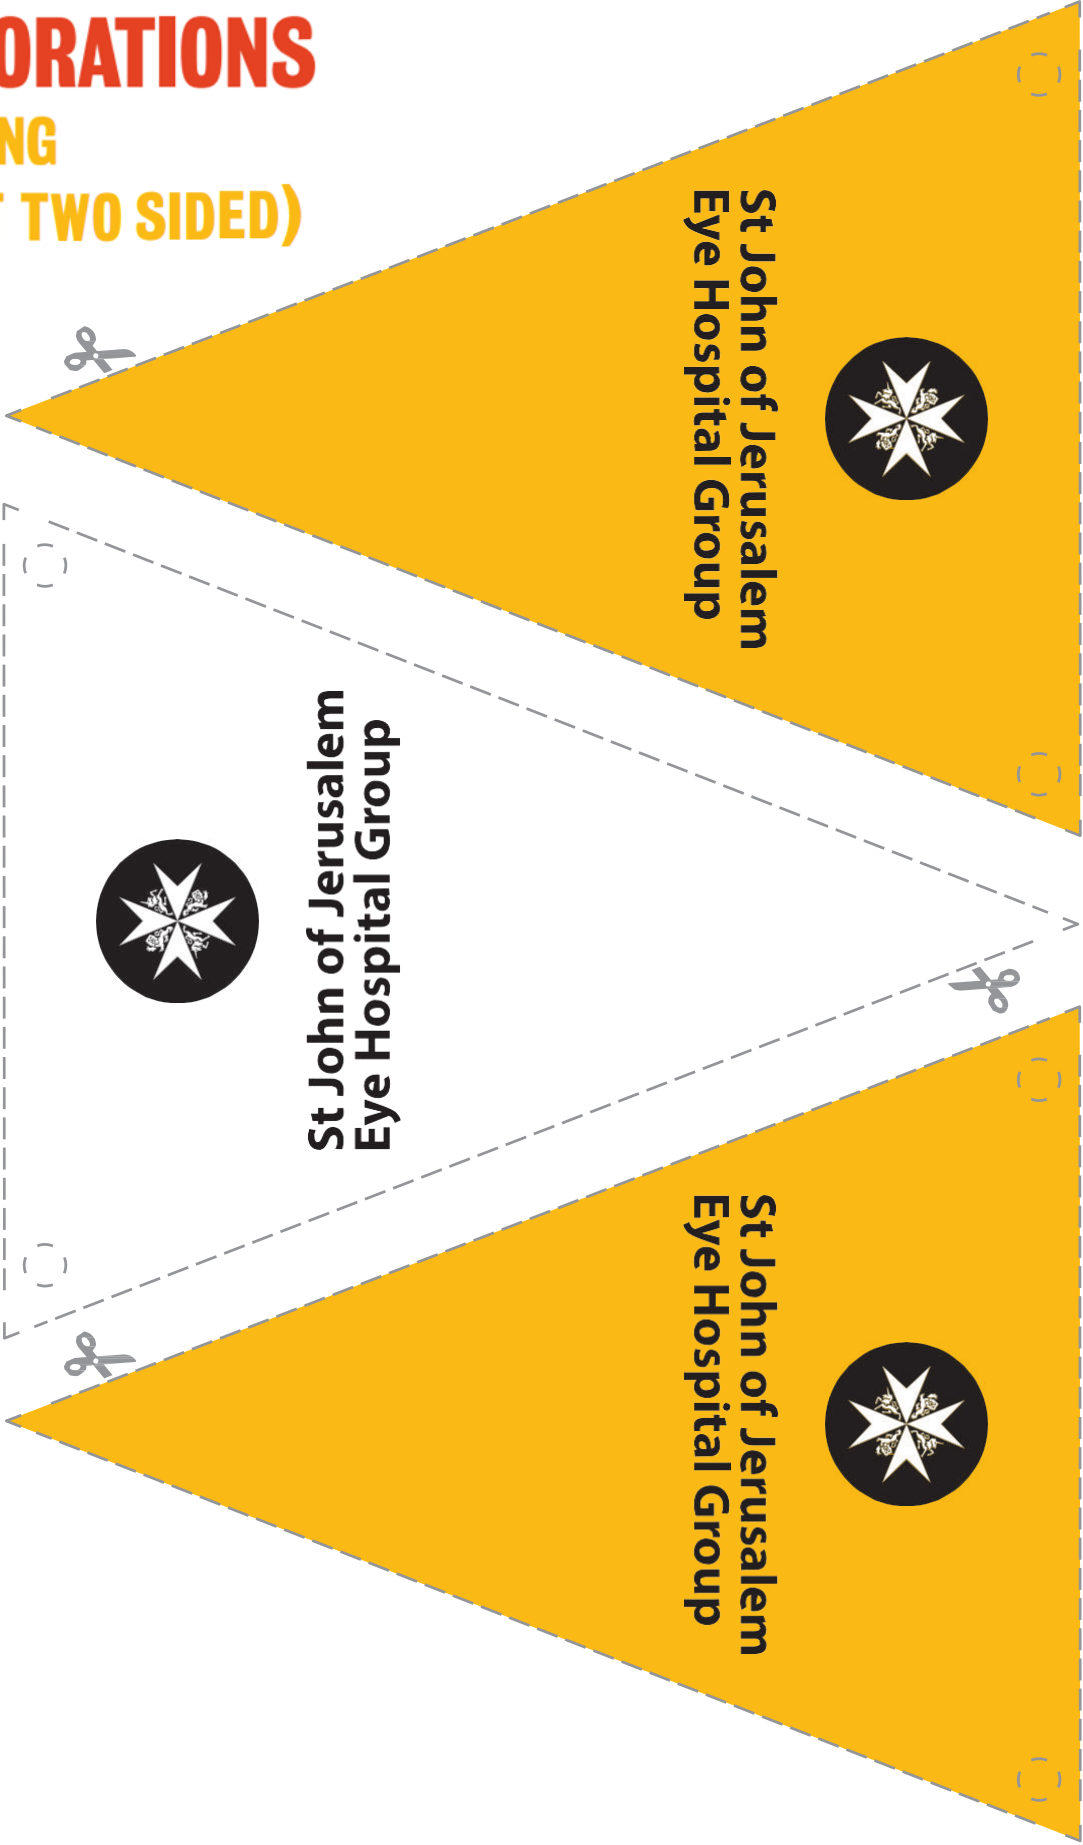 ORATIONS
NG
TWO SIDED)
St John of Jerusalem
Eye Hospital Group
St John of Jerusalem
Eye Hospital Group
St John of Jerusalem
Eye Hospital Group